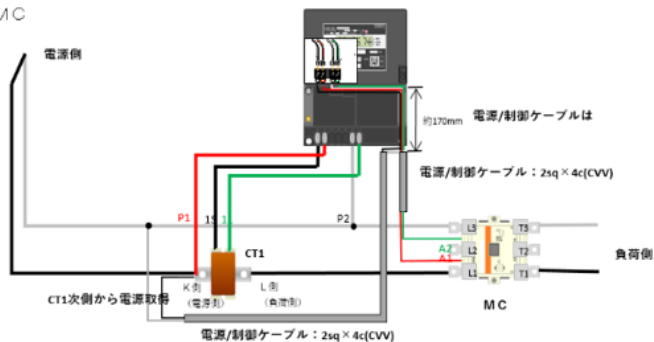 MC
電源側
約170mm
電源/制御ケーブルは
電源/制御ケーブル：2sq×4c(CVV)
P1
1S
1
P2
CT1
L3
T3
A2
L2
T2
A1
L1
T1
負荷側
K側
(電源側)
L側
(負荷側)
CT1次側から電源取得
MC
電源/制御ケーブル：2sq×4c(CVV)